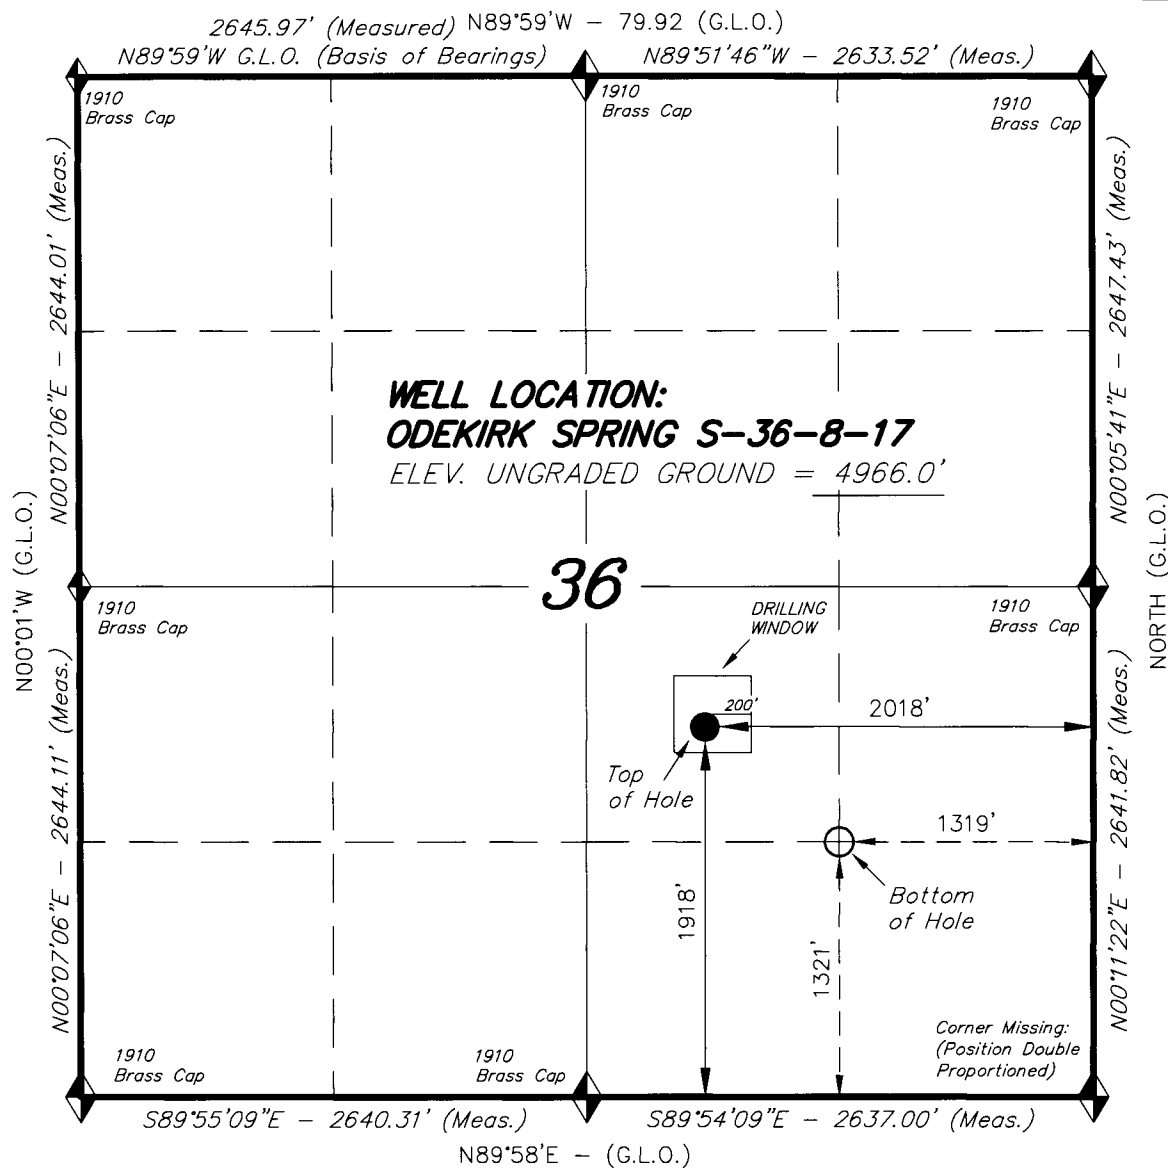 2645.97' (Measured) N89°59'W – 79.92 (G.L.O.)
N89°59'W G.L.O. (Basis of Bearings)
N89°51'46"W – 2633.52' (Meas.)
1910
Brass Cap
1910
Brass Cap
1910
Brass Cap
N00°07'06"E – 2644.01' (Meas.)
N00°05'41"E – 2647.43' (Meas.)
WELL LOCATION:
ODEKIRK SPRING S–36–8–17
ELEV. UNGRADED GROUND = 4966.0'
N00°01'W (G.L.O.)
NORTH (G.L.O.)
36
1910
Brass Cap
1910
Brass Cap
DRILLING
WINDOW
200'
2018'
Top
of Hole
1319'
Bottom
of Hole
1918'
1321'
N00°07'06"E – 2644.11' (Meas.)
N00°11'22"E – 2641.82' (Meas.)
Corner Missing:
(Position Double
Proportioned)
1910
Brass Cap
1910
Brass Cap
S89°55'09"E – 2640.31' (Meas.)
S89°54'09"E – 2637.00' (Meas.)
N89°58'E – (G.L.O.)